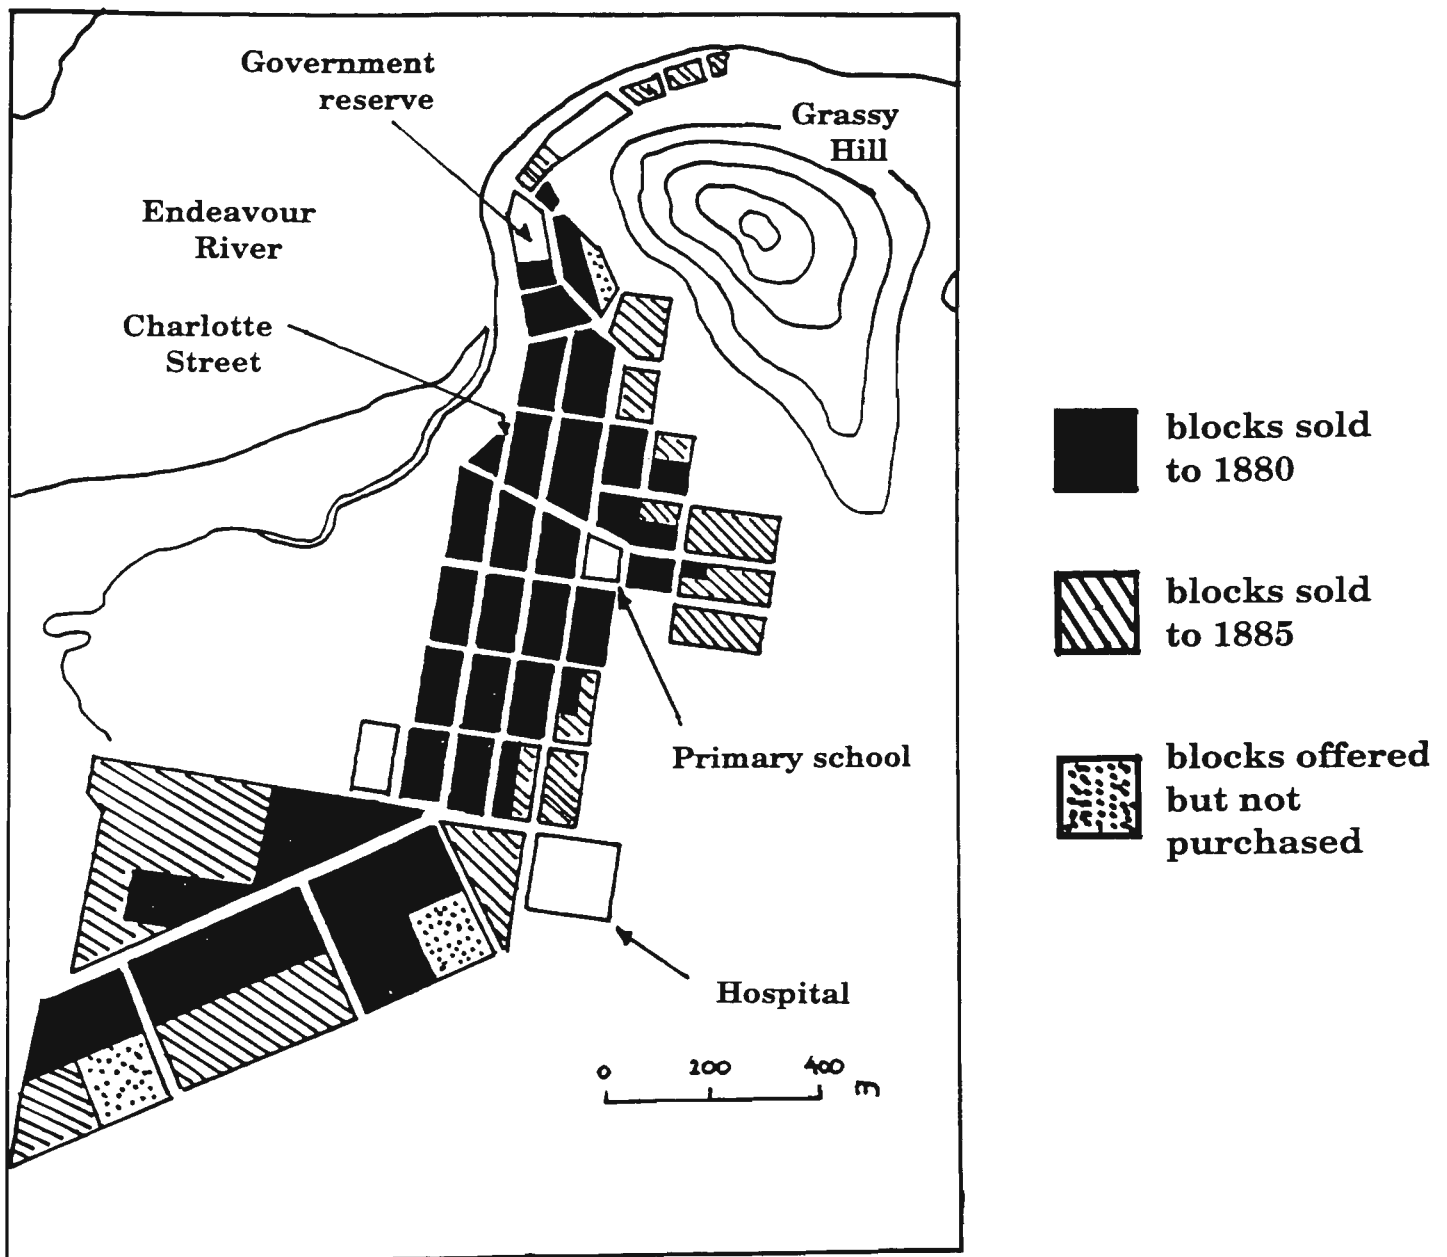 Government
reserve
Grassy
Hill
Endeavour
River
Charlotte
Street
blocks sold
to 1880
blocks sold
to 1885
Primary school
blocks offered
but not
purchased
Hospital
0 200 400 m